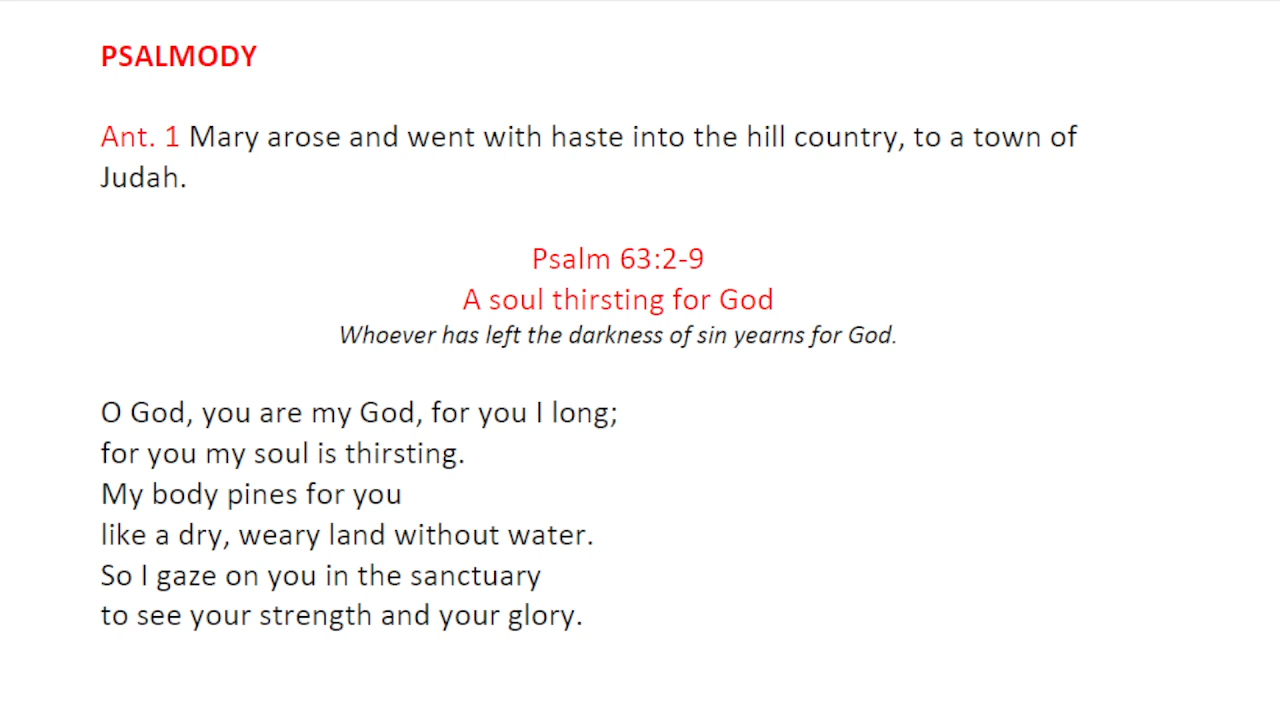 PSALMODY
Ant. 1 Mary arose and went with haste into the hill country, to a town of
Judah.
Psalm 63:2-9
A soul thirsting for God
Whoever has left the darkness of sin yearns for God.
O God, you are my God, for you I long;
for you my soul is thirsting.
My body pines for you
like a dry, weary land without water.
So I gaze on you in the sanctuary
to see your strength and your glory.